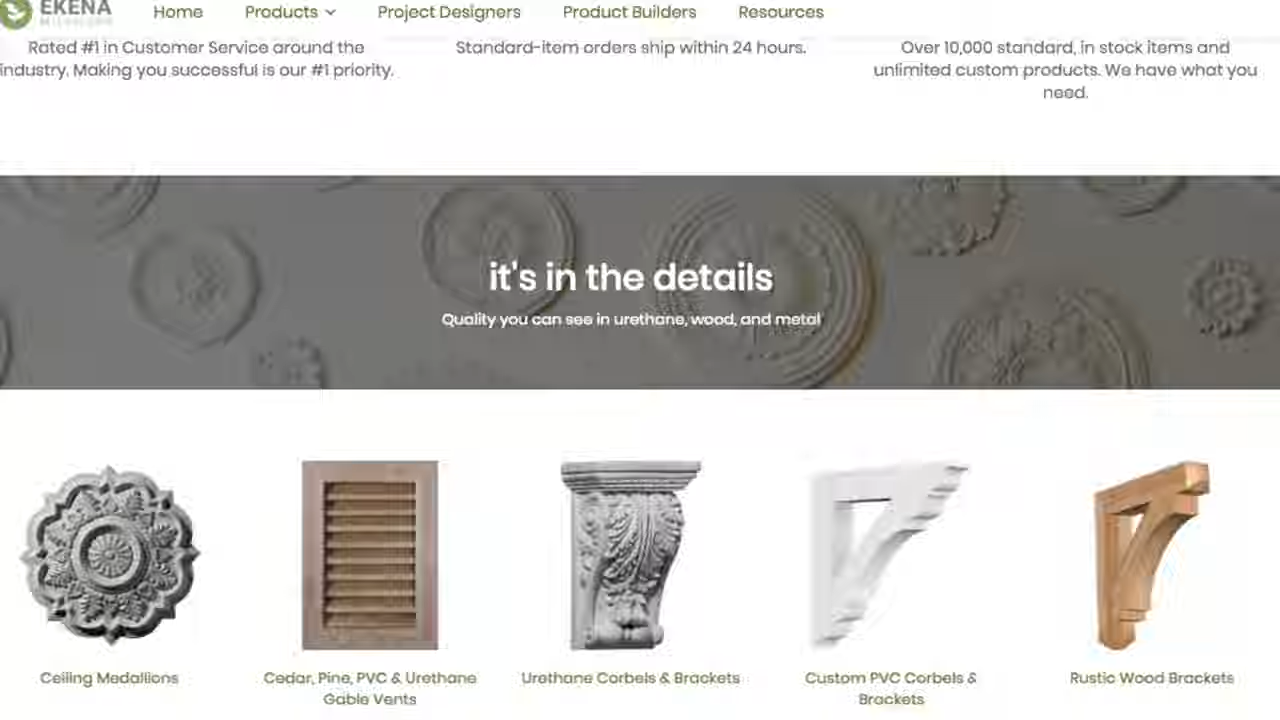 EKENA
MILLWORK
Home
Products
Project Designers
Product Builders
Resources
Rated #1 in Customer Service around the
industry. Making you successful is our #1 priority.
Standard-item orders ship within 24 hours.
Over 10,000 standard, in stock items and
unlimited custom products. We have what you
need.
it's in the details
Quality you can see in urethane, wood, and metal
Ceiling Medallions
Cedar, Pine, PVC & Urethane
Gable Vents
Urethane Corbels & Brackets
Custom PVC Corbels &
Brackets
Rustic Wood Brackets